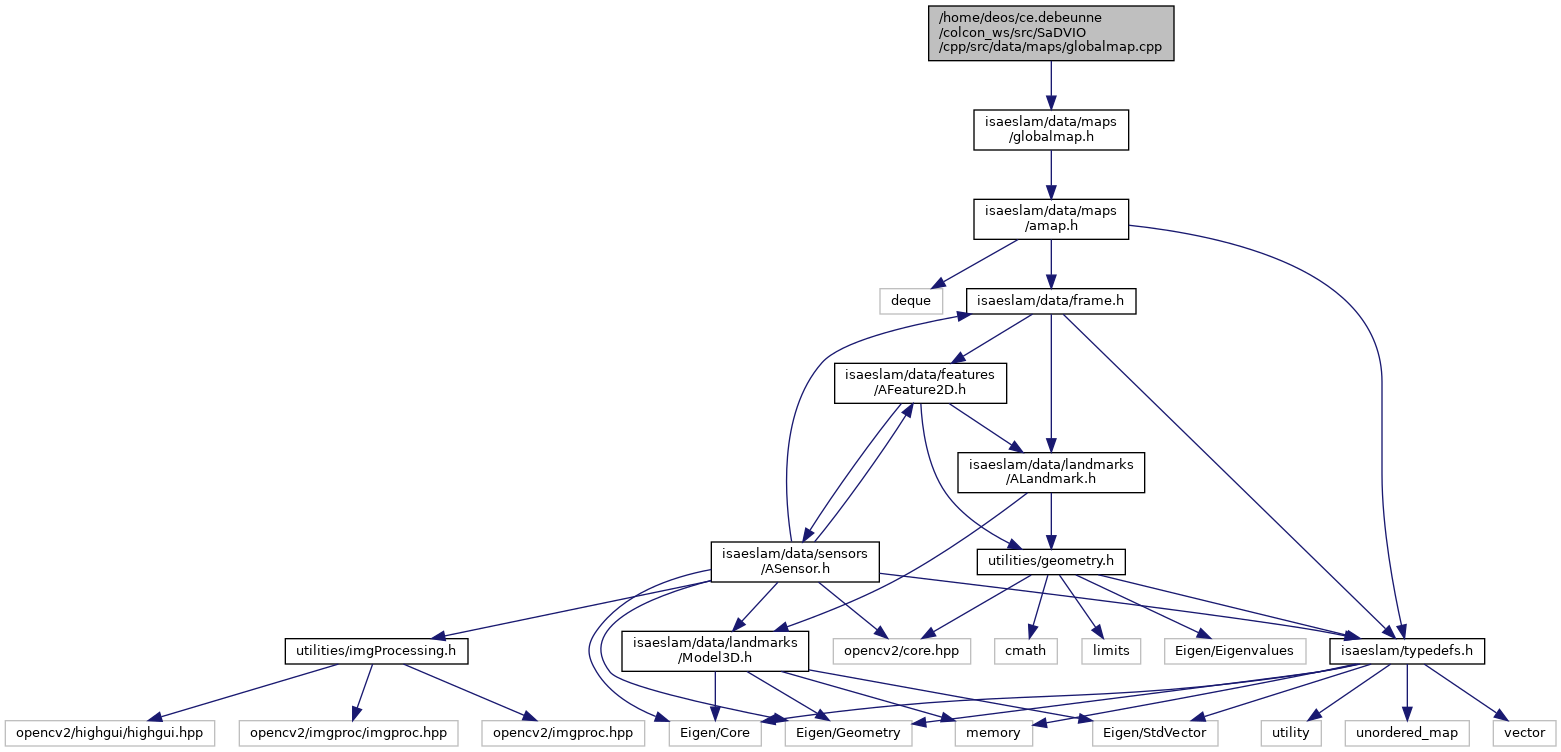 /home/deos/ce.debeunne
/colcon_ws/src/SaDVIO
/cpp/src/data/maps/globalmap.cpp
isaeslam/data/maps
/globalmap.h
isaeslam/data/maps
/amap.h
deque
isaeslam/data/frame.h
isaeslam/data/features
/AFeature2D.h
isaeslam/data/landmarks
/ALandmark.h
isaeslam/data/sensors
/ASensor.h
utilities/geometry.h
utilities/imgProcessing.h
isaeslam/data/landmarks
/Model3D.h
opencv2/core.hpp
cmath
limits
Eigen/Eigenvalues
isaeslam/typedefs.h
opencv2/highgui/highgui.hpp
opencv2/imgproc/imgproc.hpp
opencv2/imgproc.hpp
Eigen/Core
Eigen/Geometry
memory
Eigen/StdVector
utility
unordered_map
vector